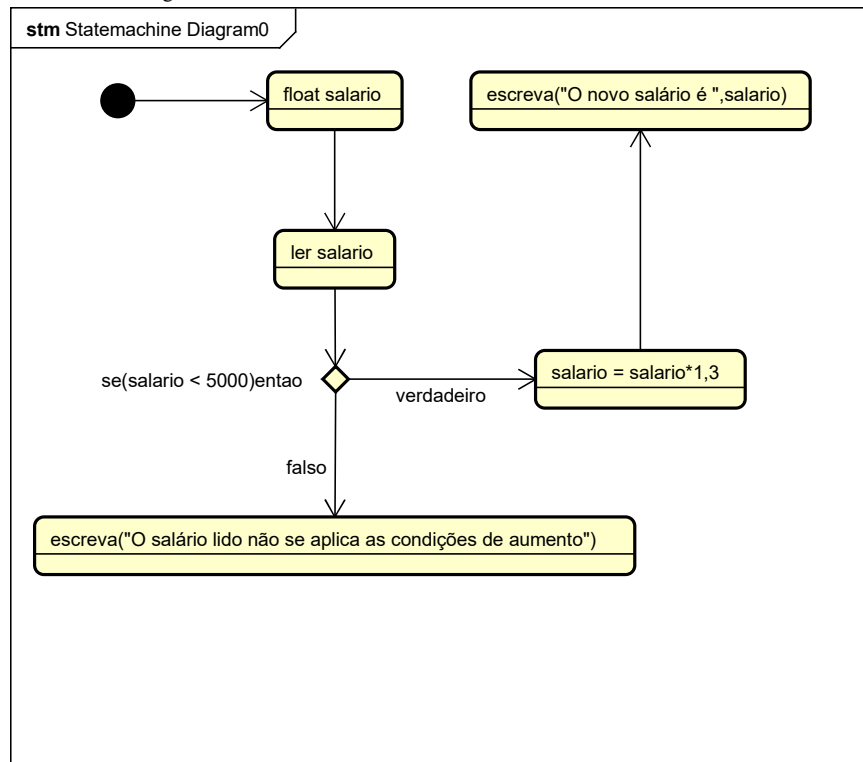 stm Statemachine Diagram0
float salario
escreva("O novo salário é ",salario)
ler salario
se(salario < 5000)entao
verdadeiro
salario = salario*1,3
falso
escreva("O salário lido não se aplica as condições de aumento")